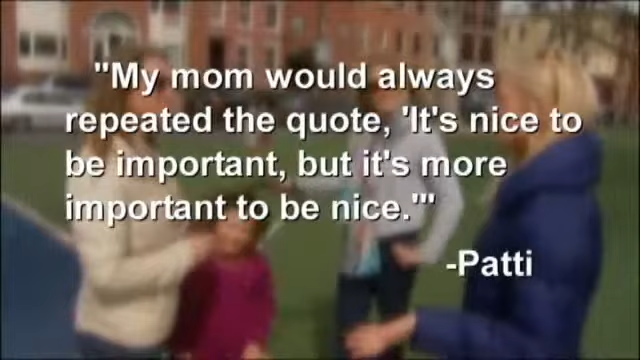 "My mom would always
repeated the quote, 'It's nice to
be important, but it's more
important to be nice.'"
-Patti